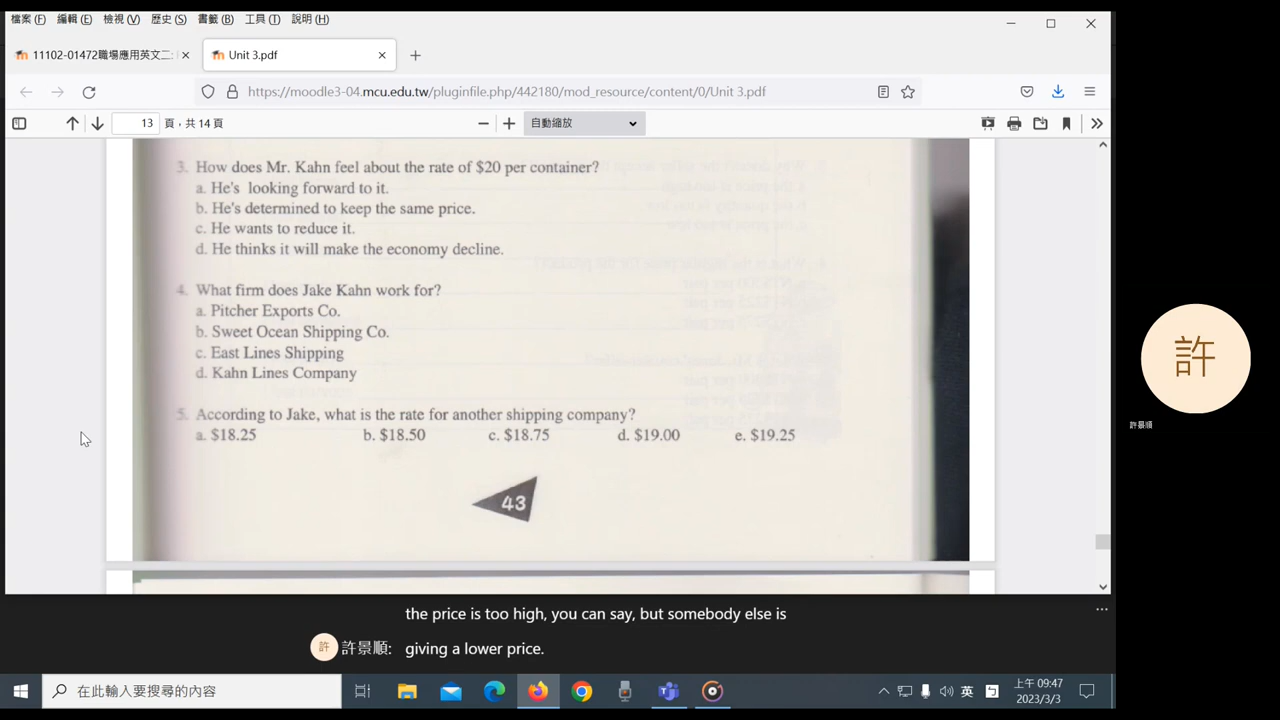 檔案 (F) 編輯 (E) 檢視 (V) 歷史 (S) 書籤 (B) 工具 (T) 說明 (H)
11102-01472職場應用英文二: Unit 3.pdf
https://moodle3-04.mcu.edu.tw/pluginfile.php/442180/mod_resource/content/0/Unit 3.pdf
13 頁，共 14 頁 自動縮放
3. How does Mr. Kahn feel about the rate of $20 per container?
a. He's looking forward to it.
b. He's determined to keep the same price.
c. He wants to reduce it.
d. He thinks it will make the economy decline.
4. What firm does Jake Kahn work for?
a. Pitcher Exports Co.
b. Sweet Ocean Shipping Co.
c. East Lines Shipping
d. Kahn Lines Company
5. According to Jake, what is the rate for another shipping company?
a. $18.25 b. $18.50 c. $18.75 d. $19.00 e. $19.25
43
許
許景順
the price is too high, you can say, but somebody else is
許 許景順: giving a lower price.
在此輸入要搜尋的文字
英
上午 09:47
2023/3/3